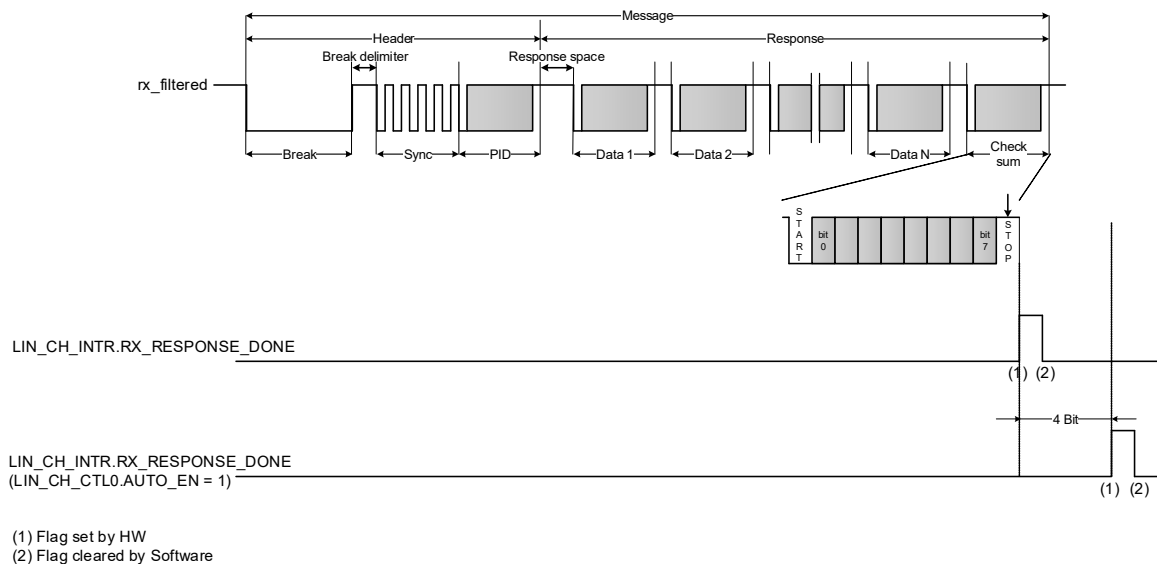 Message
Header
Response
Break delimiter
Response space
rx_filtered
Break
Sync
PID
Data 1
Data 2
Data N
Check
sum
START
bit
0
bit
7
STOP
LIN_CH_INTR.RX_RESPONSE_DONE
(1) (2)
4 Bit
LIN_CH_INTR.RX_RESPONSE_DONE
(LIN_CH_CTL0.AUTO_EN = 1)
(1) (2)
(1) Flag set by HW
(2) Flag cleared by Software